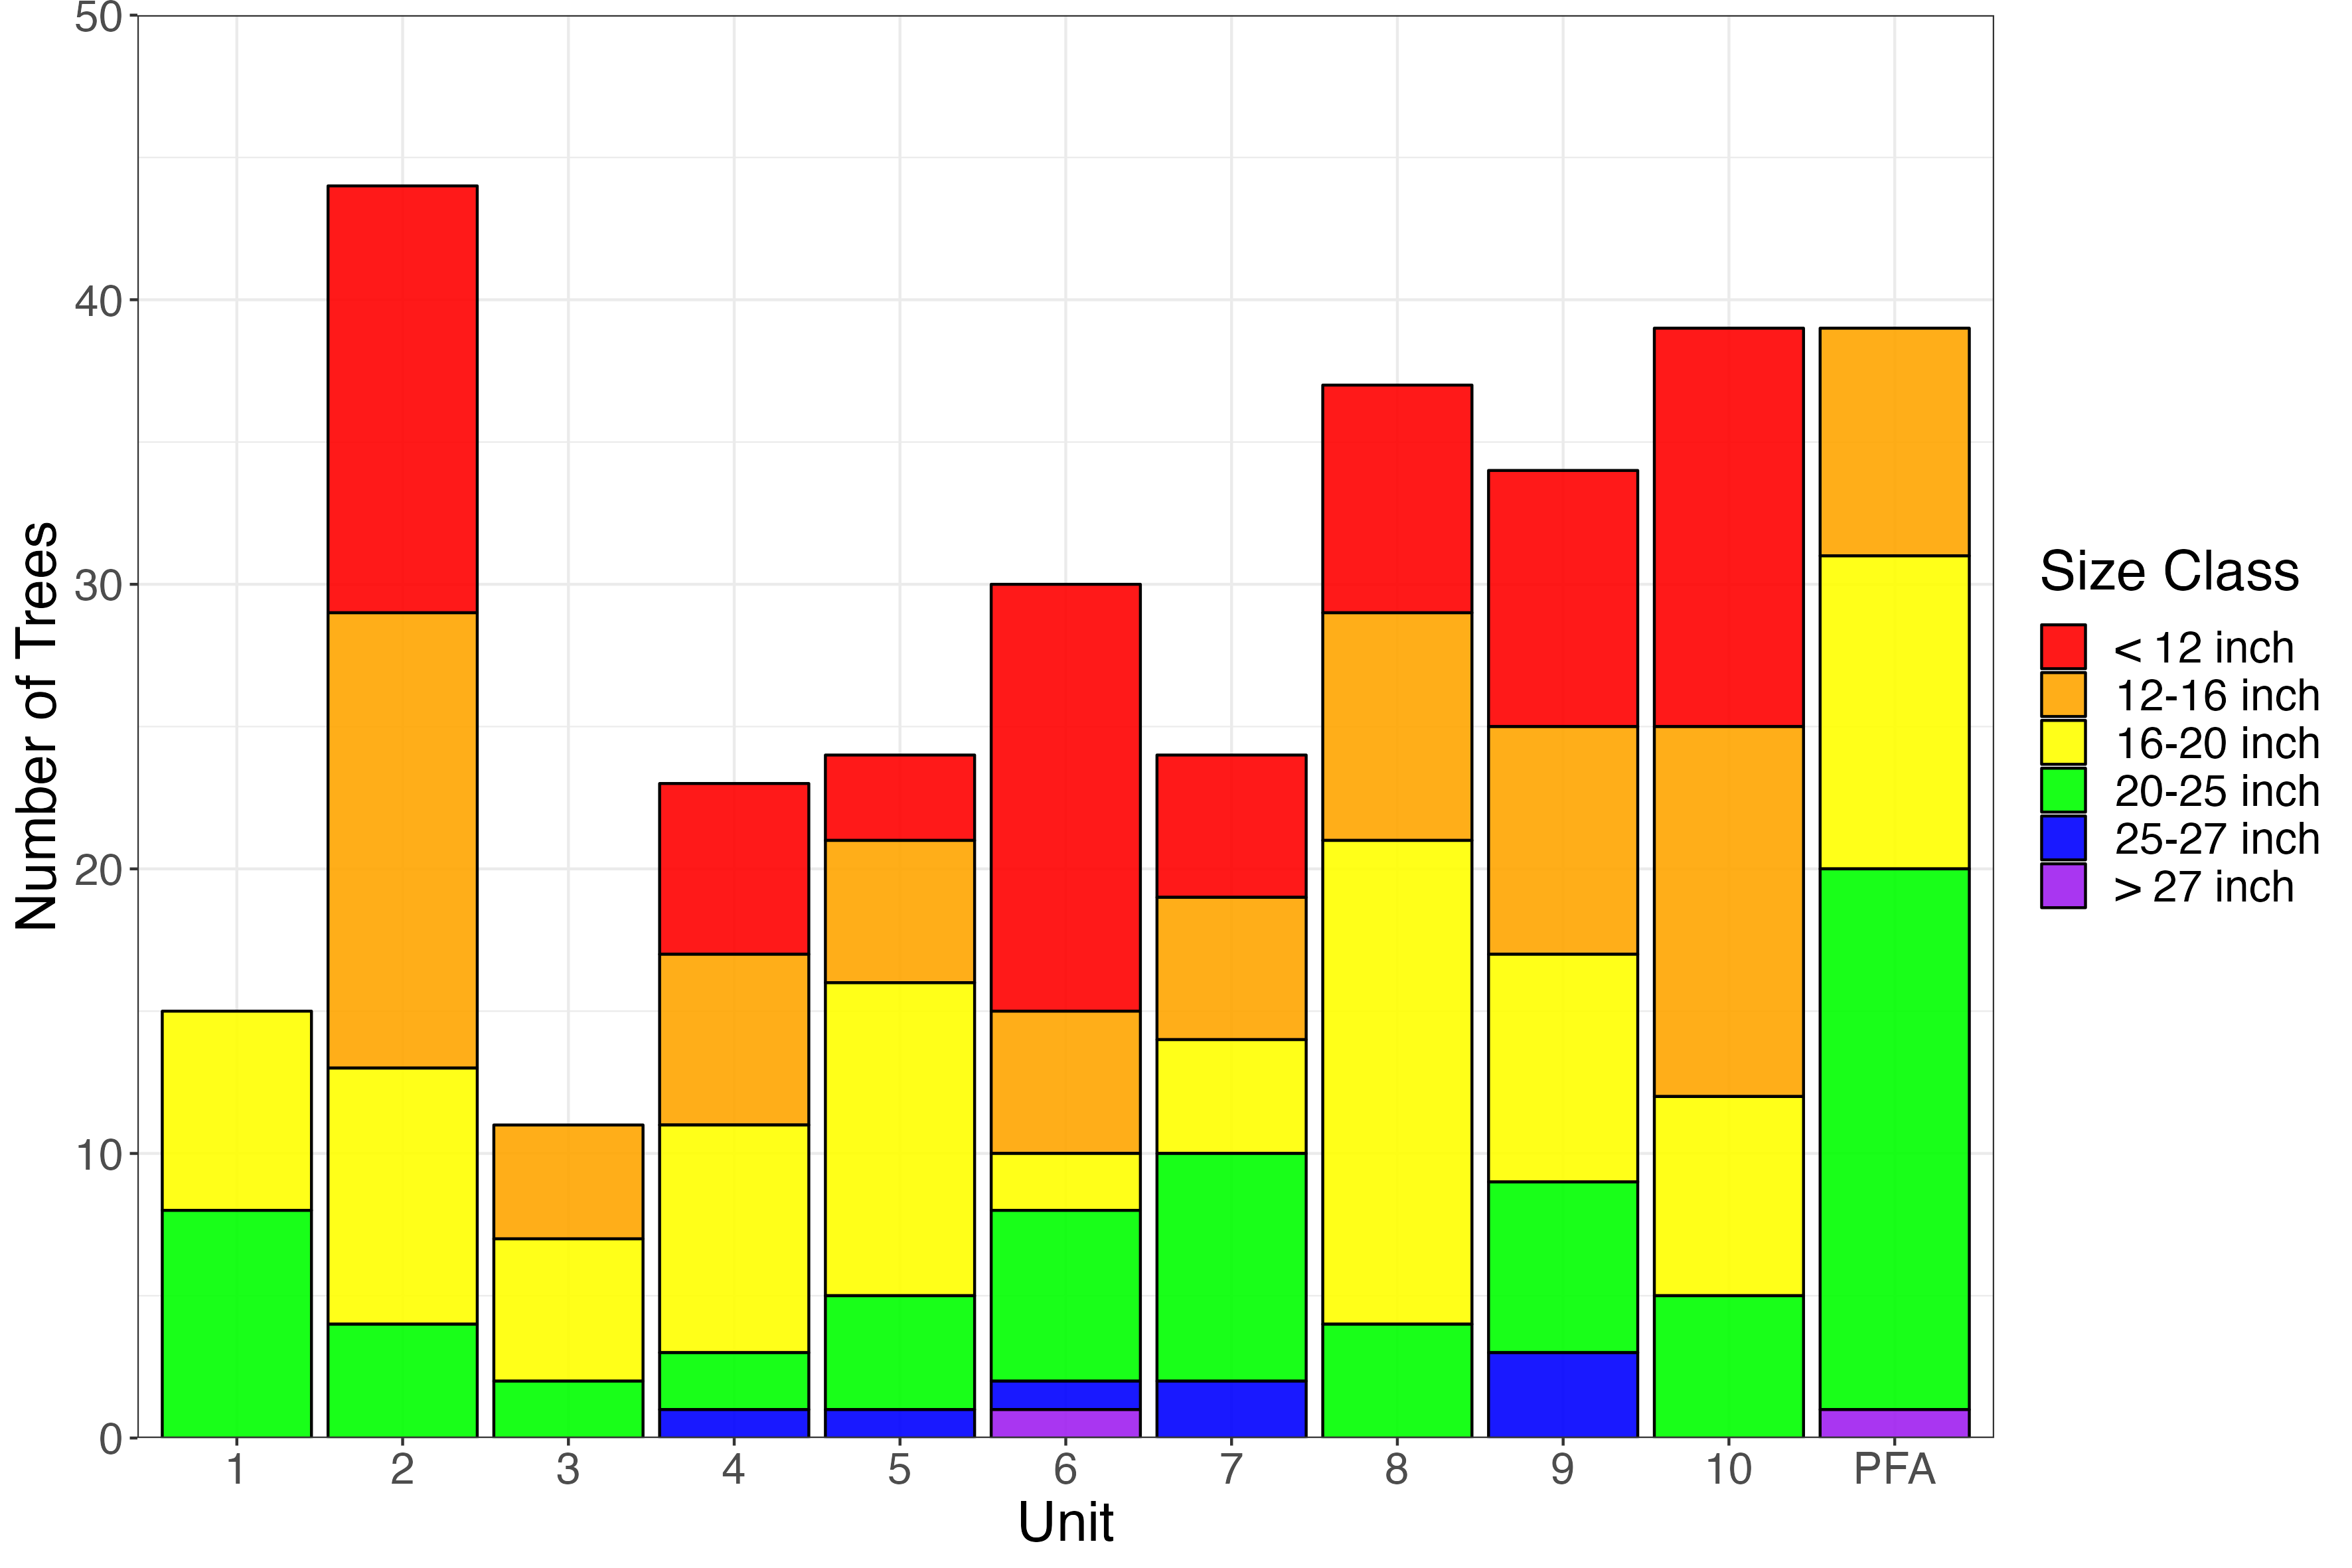 50
40
30
20
10
0
Number of Trees
1 2 3 4 5 6 7 8 9 10 PFA
Unit
Size Class
< 12 inch
12-16 inch
16-20 inch
20-25 inch
25-27 inch
> 27 inch